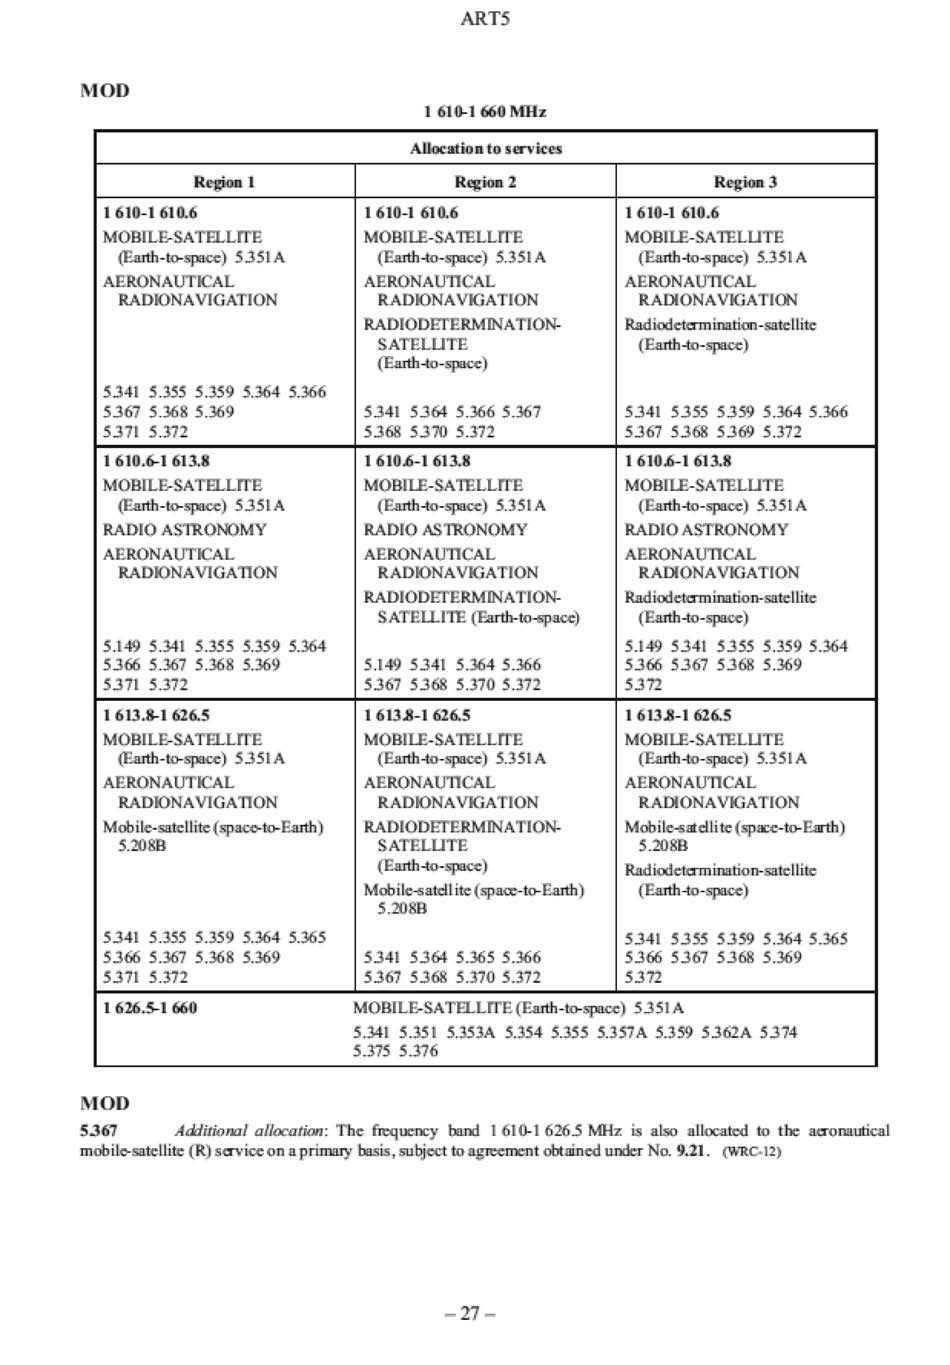 ART5
MOD
1 610-1 660 MHz
Allocation to services
Region 1
Region 2
Region 3
1 610-1 610.6
MOBILE-SATELLITE
(Earth-to-space) 5.351A
AERONAUTICAL
RADIONAVIGATION
5.341 5.355 5.359 5.364 5.366
5.367 5.368 5.369
5.371 5.372
1 610-1 610.6
MOBILE-SATELLITE
(Earth-to-space) 5.351A
AERONAUTICAL
RADIONAVIGATION
RADIODETERMINATION-
SATELLITE
(Earth-to-space)
5.341 5.364 5.366 5.367
5.368 5.370 5.372
1 610-1 610.6
MOBILE-SATELLITE
(Earth-to-space) 5.351A
AERONAUTICAL
RADIONAVIGATION
Radiodetermination-satellite
(Earth-to-space)
5.341 5.355 5.359 5.364 5.366
5.367 5.368 5.369 5.372
1 610.6-1 613.8
MOBILE-SATELLITE
(Earth-to-space) 5.351A
RADIO ASTRONOMY
AERONAUTICAL
RADIONAVIGATION
5.149 5.341 5.355 5.359 5.364
5.366 5.367 5.368 5.369
5.371 5.372
1 610.6-1 613.8
MOBILE-SATELLITE
(Earth-to-space) 5.351A
RADIO ASTRONOMY
AERONAUTICAL
RADIONAVIGATION
RADIODETERMINATION-
SATELLITE (Earth-to-space)
5.149 5.341 5.364 5.366
5.367 5.368 5.370 5.372
1 610.6-1 613.8
MOBILE-SATELLITE
(Earth-to-space) 5.351A
RADIO ASTRONOMY
AERONAUTICAL
RADIONAVIGATION
Radiodetermination-satellite
(Earth-to-space)
5.149 5.341 5.355 5.359 5.364
5.366 5.367 5.368 5.369
5.372
1 613.8-1 626.5
MOBILE-SATELLITE
(Earth-to-space) 5.351A
AERONAUTICAL
RADIONAVIGATION
Mobile-satellite (space-to-Earth)
5.208B
5.341 5.355 5.359 5.364 5.365
5.366 5.367 5.368 5.369
5.371 5.372
1 613.8-1 626.5
MOBILE-SATELLITE
(Earth-to-space) 5.351A
AERONAUTICAL
RADIONAVIGATION
RADIODETERMINATION-
SATELLITE
(Earth-to-space)
Mobile-satellite (space-to-Earth)
5.208B
5.341 5.364 5.365 5.366
5.367 5.368 5.370 5.372
1 613.8-1 626.5
MOBILE-SATELLITE
(Earth-to-space) 5.351A
AERONAUTICAL
RADIONAVIGATION
Mobile-satellite (space-to-Earth)
5.208B
Radiodetermination-satellite
(Earth-to-space)
5.341 5.355 5.359 5.364 5.365
5.366 5.367 5.368 5.369
5.372
1 626.5-1 660 MOBILE-SATELLITE (Earth-to-space) 5.351A
5.341 5.351 5.353A 5.354 5.355 5.357A 5.359 5.362A 5.374
5.375 5.376
MOD
5.367 Additional allocation: The frequency band 1 610-1 626.5 MHz is also allocated to the aeronautical
mobile-satellite (R) service on a primary basis, subject to agreement obtained under No. 9.21. (WRC-12)
– 27 –